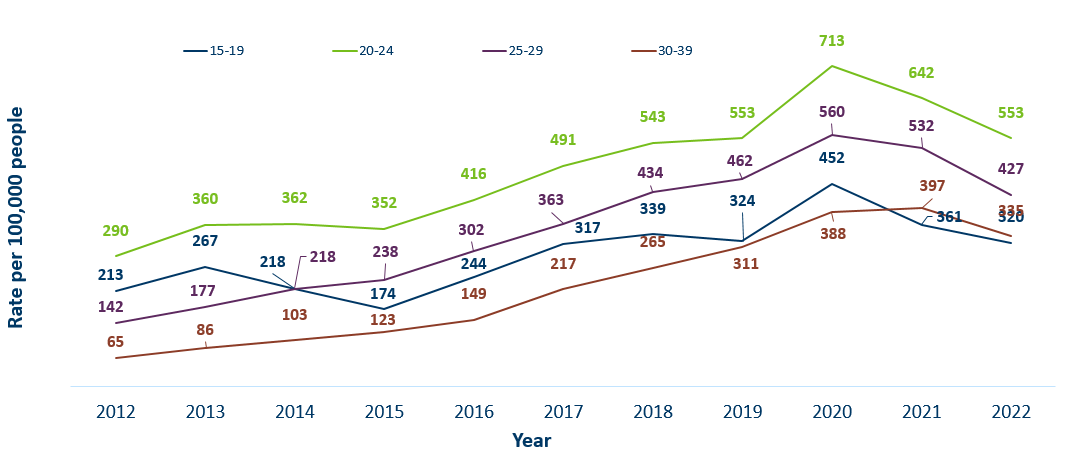 15-19 20-24 25-29 30-39
Rate per 100,000 people
290 360 362 352 416 491 543 553 713 642 553
142 177 218 238 302 363 434 462 560 532 427
213 267 218 174 244 317 339 324 452 361 320
65 86 103 123 149 217 265 311 388 397 335
2012 2013 2014 2015 2016 2017 2018 2019 2020 2021 2022
Year